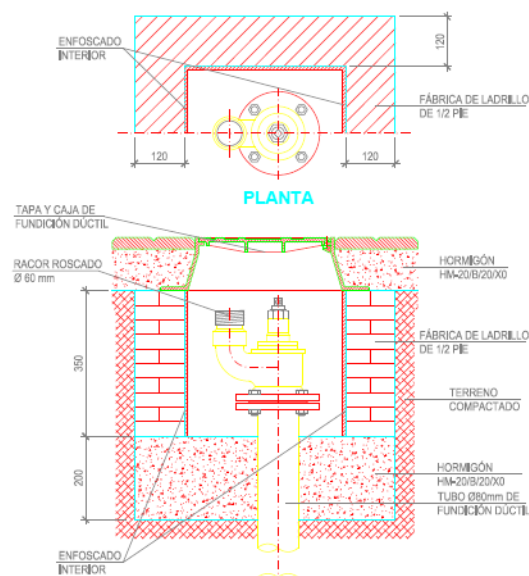 ENFOSCADO
INTERIOR
120
FÁBRICA DE LADRILLO
DE 1/2 PIE
120
120
PLANTA
TAPA Y CAJA DE
FUNDICIÓN DÚCTIL
RACOR ROSCADO
Ø 60 mm
HORMIGÓN
HM-20/B/20/X0
FÁBRICA DE LADRILLO
DE 1/2 PIE
350
TERRENO
COMPACTADO
200
HORMIGÓN
HM-20/B/20/X0
TUBO Ø80mm DE
FUNDICIÓN DÚCTIL
ENFOSCADO
INTERIOR